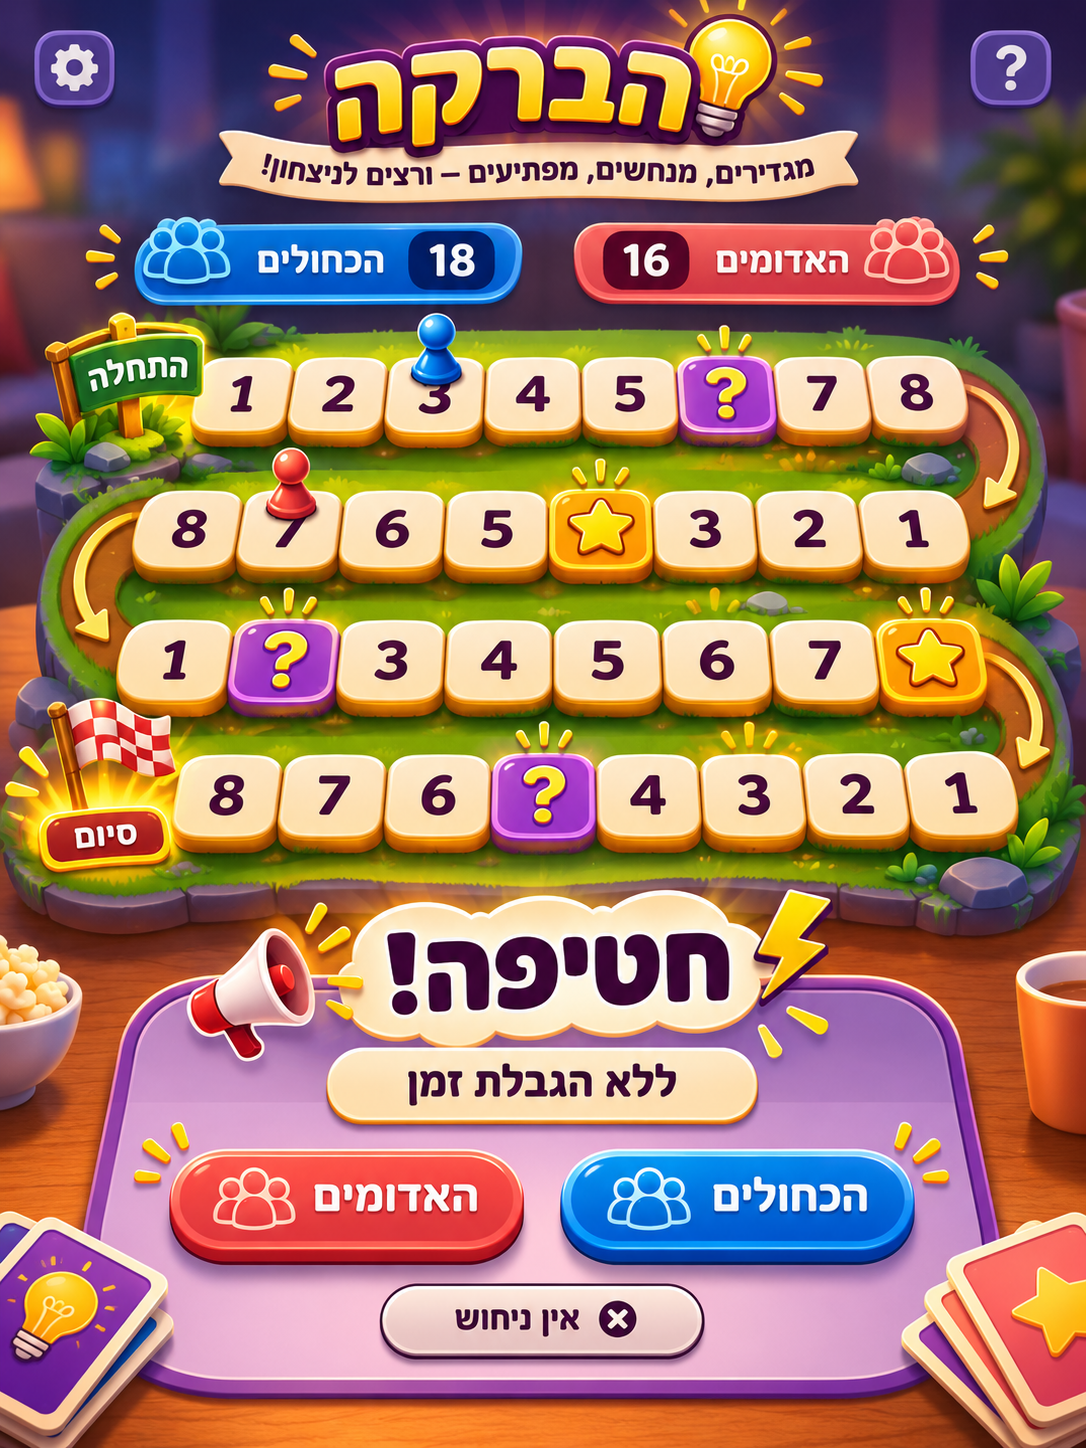 הברקה
מגדירים, מנחשים, מפתיעים – ורצים לניצחון!
האדומים 16
הכחולים 18
התחלה
1 2 3 4 5 ? 7 8
8 7 6 5 3 2 1
1 ? 3 4 5 6 7
8 7 6 ? 4 3 2 1
סיום
חטיפה!
ללא הגבלת זמן
האדומים
הכחולים
אין ניחוש
?